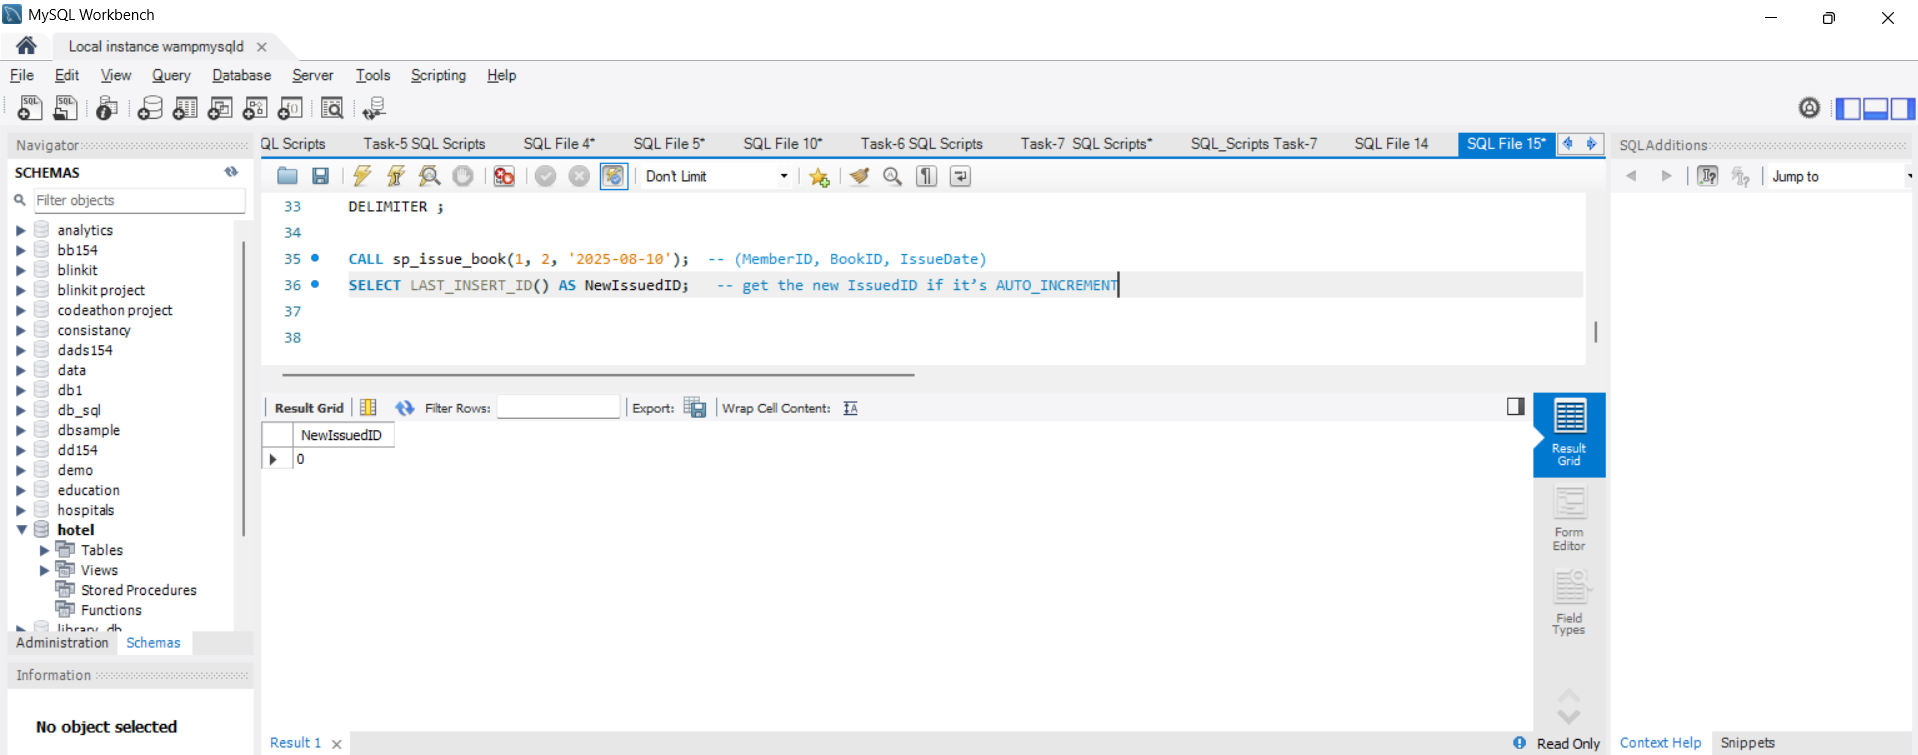 MySQL Workbench
Local instance wampmysqld
File Edit View Query Database Server Tools Scripting Help
Navigator
SCHEMAS
Filter objects
analytics
bb154
blinkit
blinkit project
codeathon project
consistancy
dads154
data
db1
db_sql
dbsample
dd154
demo
education
hospitals
hotel
Tables
Views
Stored Procedures
Functions
library_db
Administration Schemas
Information
No object selected
QL Scripts Task-5 SQL Scripts SQL File 4* SQL File 5* SQL File 10* Task-6 SQL Scripts Task-7 SQL Scripts* SQL_Scripts Task-7 SQL File 14 SQL File 15*
Don't Limit
33 DELIMITER ;
34
35 CALL sp_issue_book(1, 2, '2025-08-10'); -- (MemberID, BookID, IssueDate)
36 SELECT LAST_INSERT_ID() AS NewIssuedID; -- get the new IssuedID if it’s AUTO_INCREMENT
37
38
Result Grid Filter Rows: Export: Wrap Cell Content: IA
NewIssuedID
0
Result
Grid
Form
Editor
Field
Types
Result 1
Read Only
SQLAdditions
Jump to
Context Help Snippets